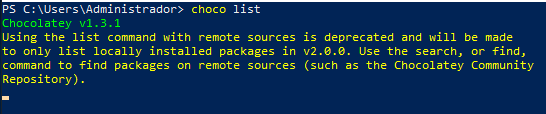 PS C:\Users\Administrador> choco list
Chocolatey v1.3.1
Using the list command with remote sources is deprecated and will be made
to only list locally installed packages in v2.0.0. Use the search, or find,
command to find packages on remote sources (such as the Chocolatey Community
Repository).